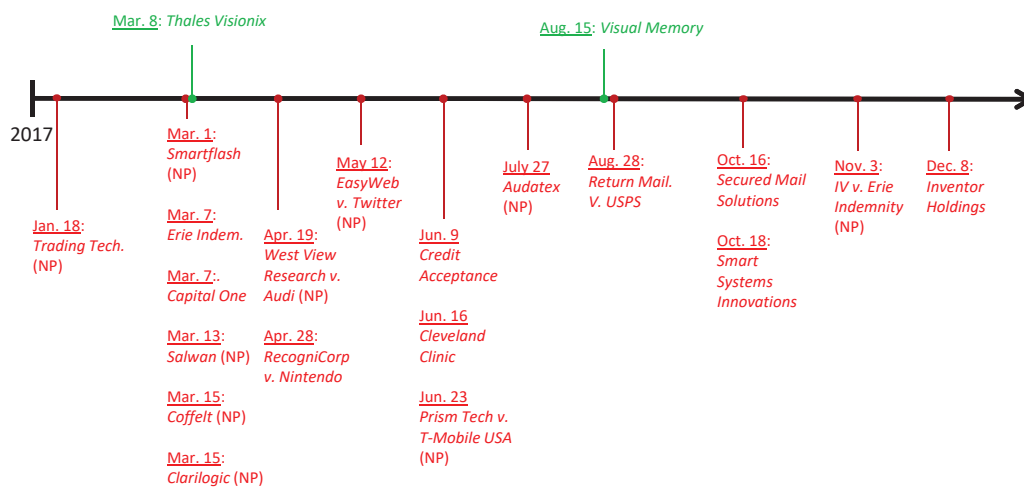 Mar. 8: Thales Visionix
Aug. 15: Visual Memory
2017
Jan. 18:
Trading Tech.
(NP)
Mar. 1:
Smartflash
(NP)
Mar. 7:
Erie Indem.
Mar. 7:.
Capital One
Mar. 13:
Salwan (NP)
Mar. 15:
Coffelt (NP)
Mar. 15:
Clarilogic (NP)
Apr. 19:
West View
Research v.
Audi (NP)
Apr. 28:
RecogniCorp
v. Nintendo
May 12:
EasyWeb
v. Twitter
(NP)
Jun. 9
Credit
Acceptance
Jun. 16
Cleveland
Clinic
Jun. 23
Prism Tech v.
T-Mobile USA
(NP)
July 27
Audatex
(NP)
Aug. 28:
Return Mail.
V. USPS
Oct. 16:
Secured Mail
Solutions
Oct. 18:
Smart
Systems
Innovations
Nov. 3:
IV v. Erie
Indemnity
(NP)
Dec. 8:
Inventor
Holdings